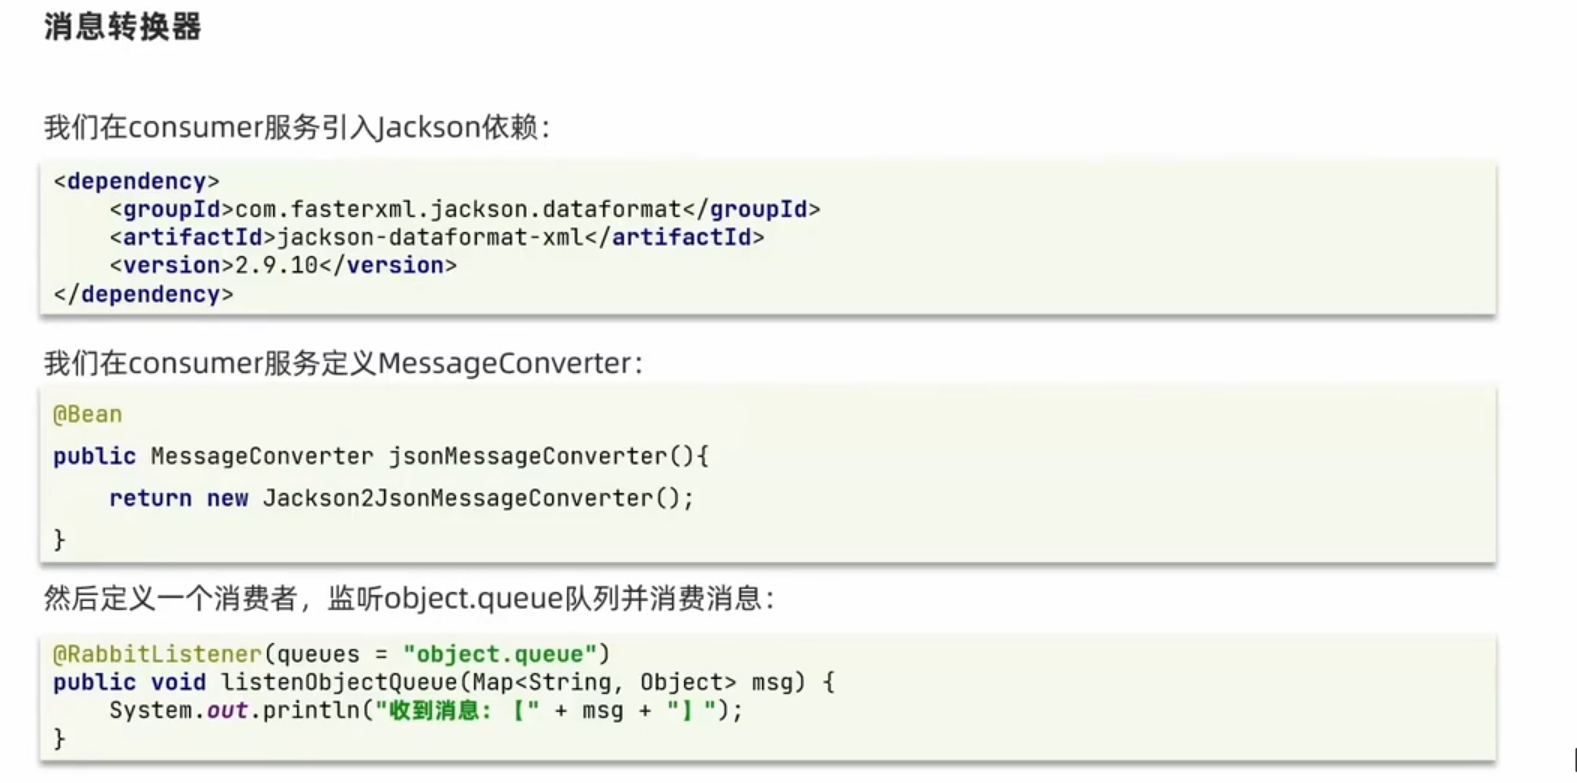 消息转换器
我们在consumer服务引入Jackson依赖：
<dependency>
    <groupId>com.fasterxml.jackson.dataformat</groupId>
    <artifactId>jackson-dataformat-xml</artifactId>
    <version>2.9.10</version>
</dependency>
我们在consumer服务定义MessageConverter：
@Bean
public MessageConverter jsonMessageConverter(){
    return new Jackson2JsonMessageConverter();
}
然后定义一个消费者，监听object.queue队列并消费消息：
@RabbitListener(queues = "object.queue")
public void listenObjectQueue(Map<String, Object> msg) {
    System.out.println("收到消息：【" + msg + "】");
}